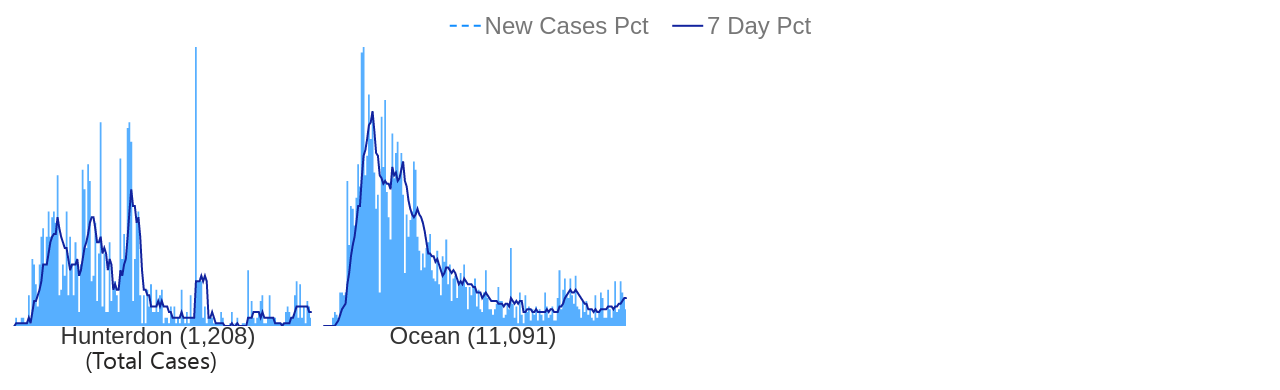 New Cases Pct 7 Day Pct
Hunterdon (1,208) Ocean (11,091)
(Total Cases)